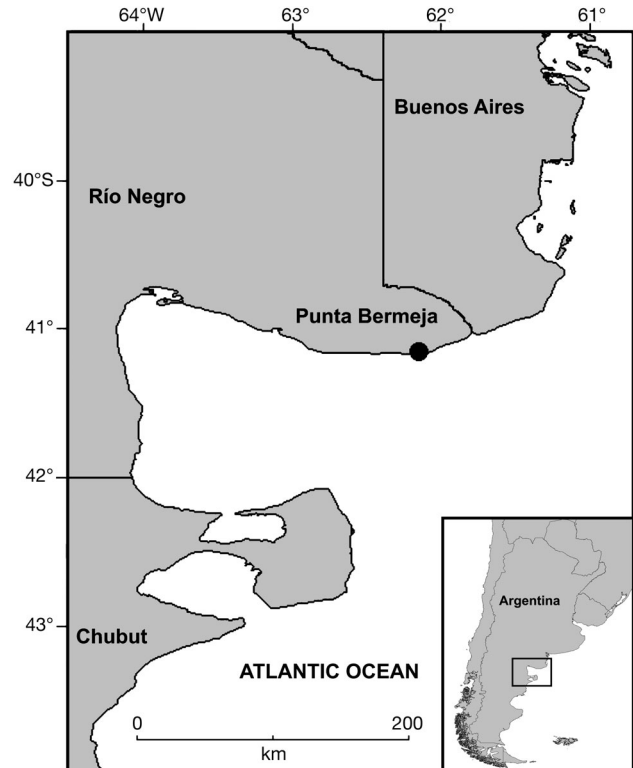 64°W 63° 62° 61°
Buenos Aires
40°S
Río Negro
Punta Bermeja
41°
42°
Argentina
43°
Chubut
ATLANTIC OCEAN
0 200
km